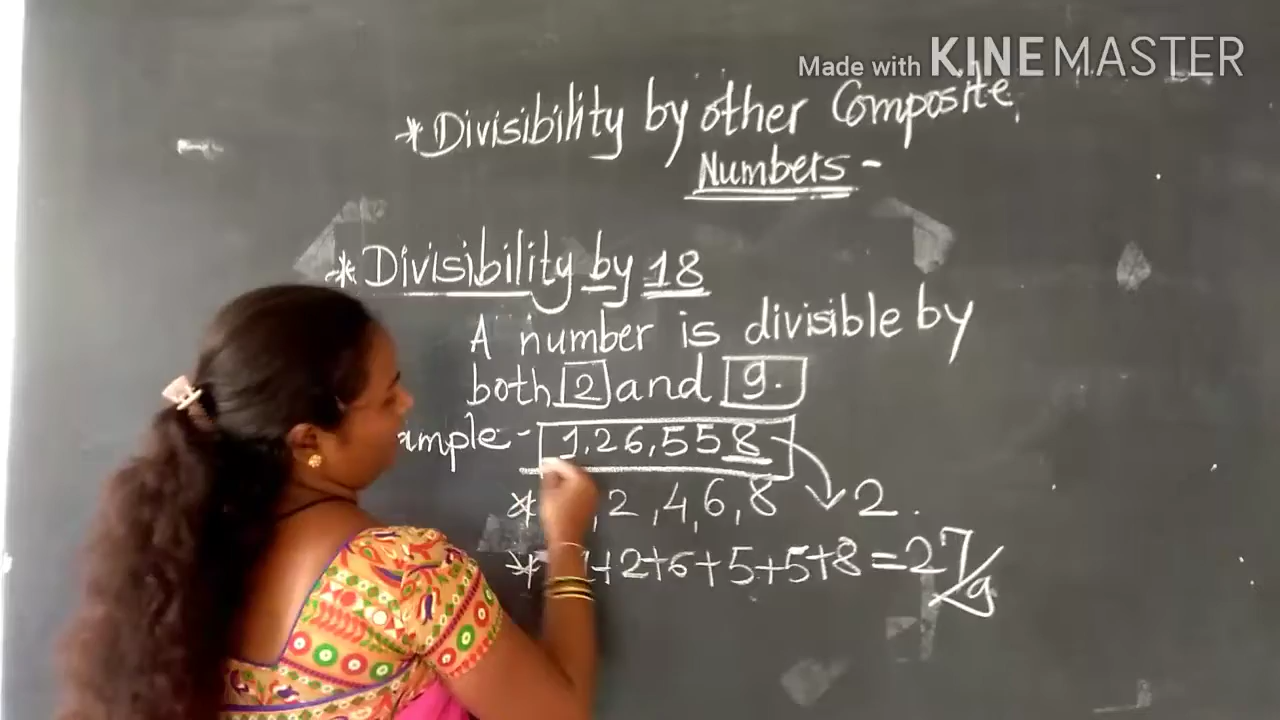 Made with KINEMASTER
* Divisibility by other Composite
Numbers -
* Divisibility by 18
A number is divisible by
both 2 and 9.
ample - 1,26,558 2.
* , 2, 4, 6, 8
* 1+2+6+5+5+8 = 27/9